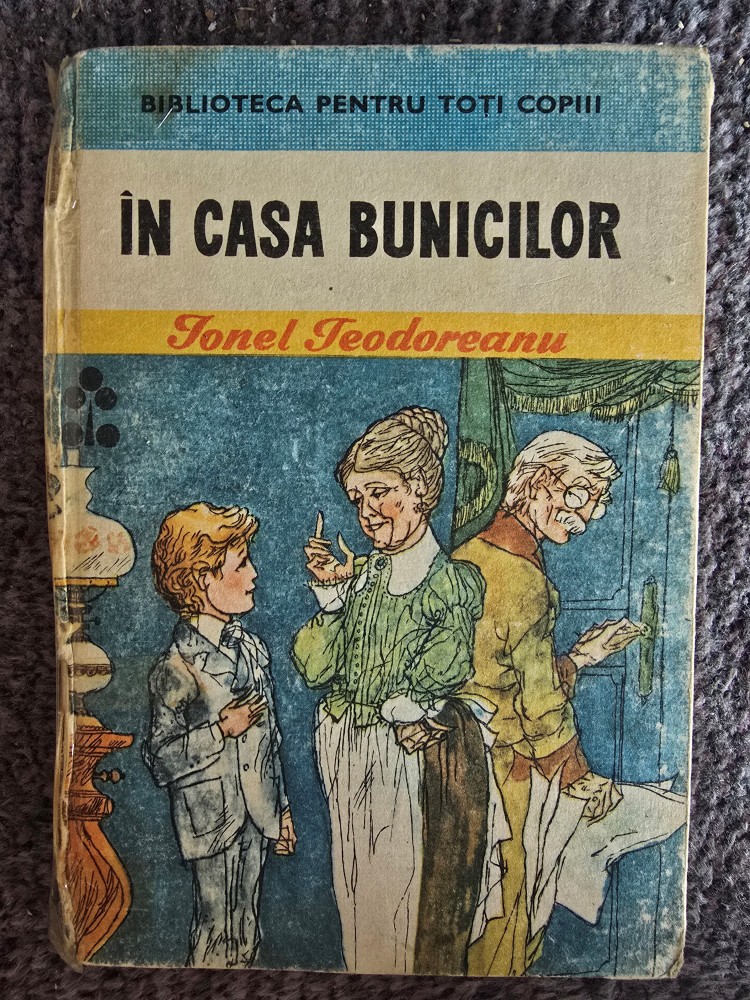 BIBLIOTECA PENTRU TOȚI COPIII
ÎN CASA BUNICILOR
Ionel Teodoreanu